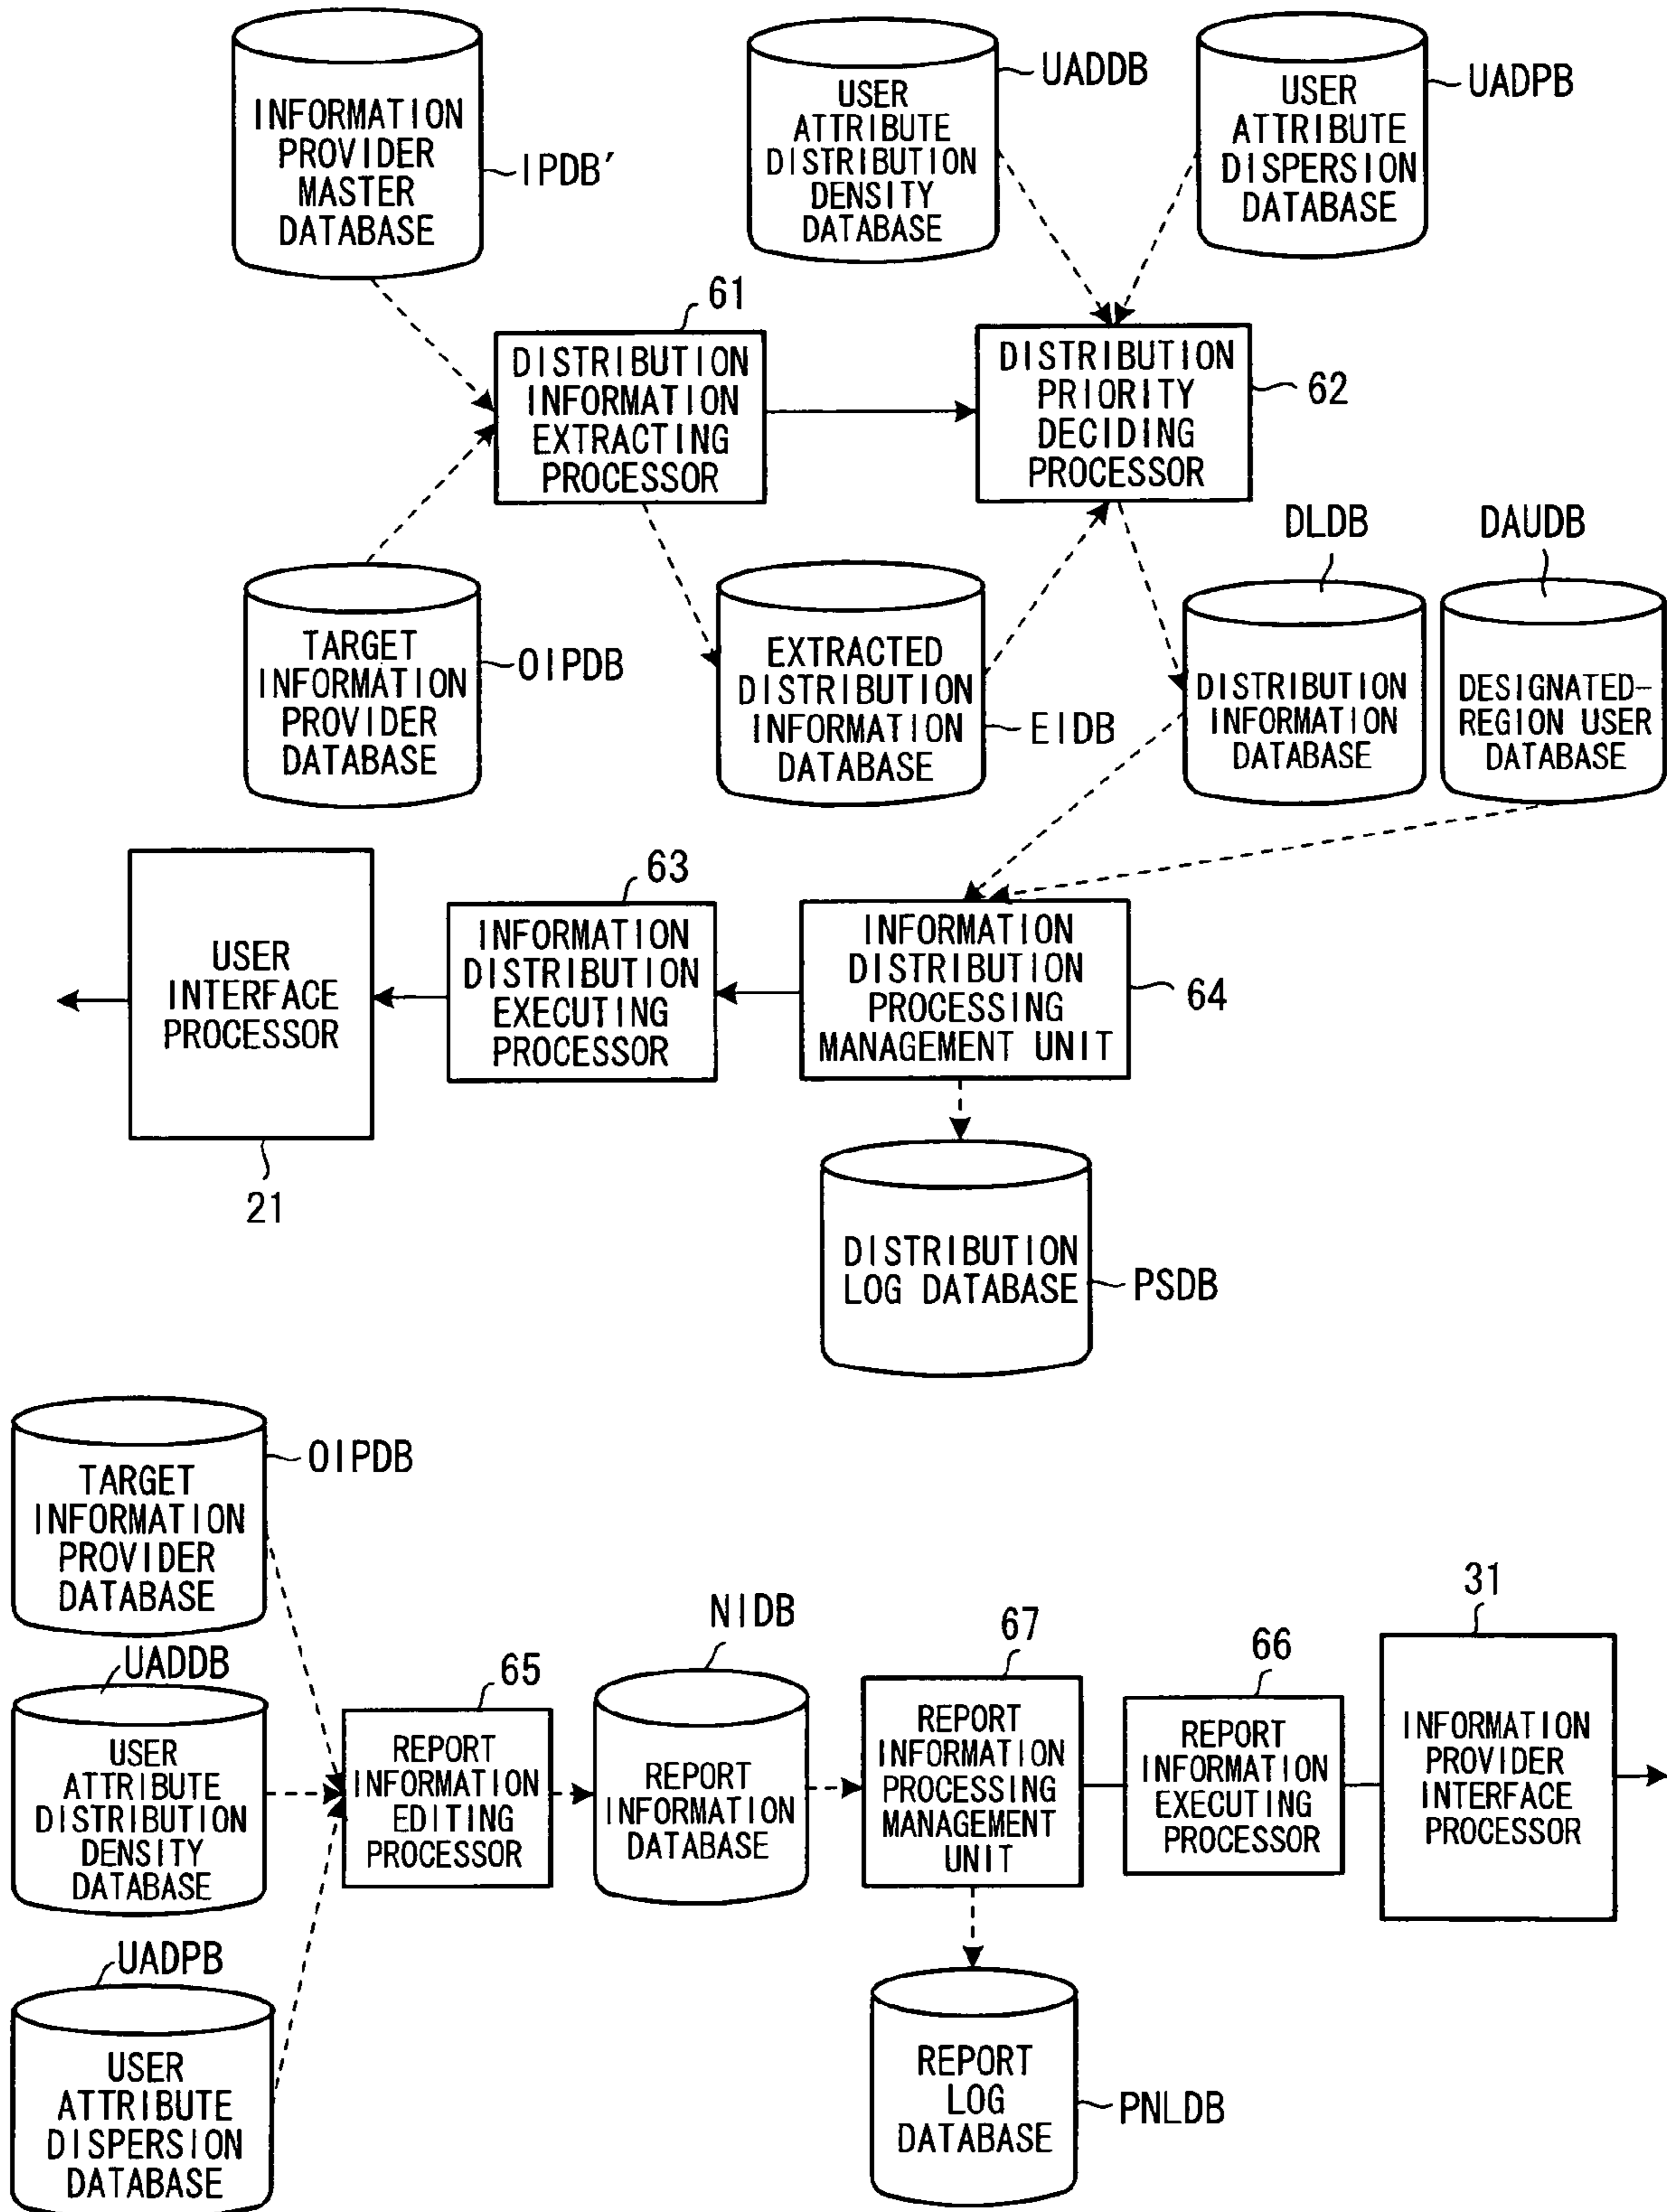 INFORMATION
PROVIDER
MASTER
DATABASE
IPDB′
USER
ATTRIBUTE
DISTRIBUTION
DENSITY
DATABASE
UADDB
USER
ATTRIBUTE
DISPERSION
DATABASE
UADPB
61
DISTRIBUTION
INFORMATION
EXTRACTING
PROCESSOR
DISTRIBUTION
PRIORITY
DECIDING
PROCESSOR
62
TARGET
INFORMATION
PROVIDER
DATABASE
OIPDB
EXTRACTED
DISTRIBUTION
INFORMATION
DATABASE
EIDB
DLDB
DISTRIBUTION
INFORMATION
DATABASE
DAUDB
DESIGNATED-
REGION USER
DATABASE
USER
INTERFACE
PROCESSOR
21
63
INFORMATION
DISTRIBUTION
EXECUTING
PROCESSOR
INFORMATION
DISTRIBUTION
PROCESSING
MANAGEMENT UNIT
64
DISTRIBUTION
LOG DATABASE
PSDB
TARGET
INFORMATION
PROVIDER
DATABASE
OIPDB
UADDB
USER
ATTRIBUTE
DISTRIBUTION
DENSITY
DATABASE
UADPB
USER
ATTRIBUTE
DISPERSION
DATABASE
65
REPORT
INFORMATION
EDITING
PROCESSOR
NIDB
REPORT
INFORMATION
DATABASE
67
REPORT
INFORMATION
PROCESSING
MANAGEMENT
UNIT
66
REPORT
INFORMATION
EXECUTING
PROCESSOR
31
INFORMATION
PROVIDER
INTERFACE
PROCESSOR
REPORT
LOG
DATABASE
PNLDB